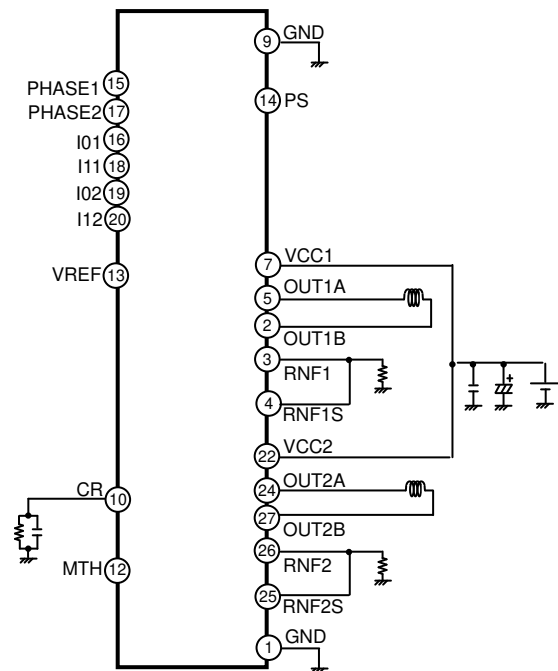 9 GND
15 PHASE1
14 PS
17 PHASE2
16 I01
18 I11
19 I02
20 I12
7 VCC1
13 VREF
5 OUT1A
2 OUT1B
3 RNF1
4 RNF1S
+
22 VCC2
24 OUT2A
CR 10
27 OUT2B
26 RNF2
MTH 12
25 RNF2S
1 GND